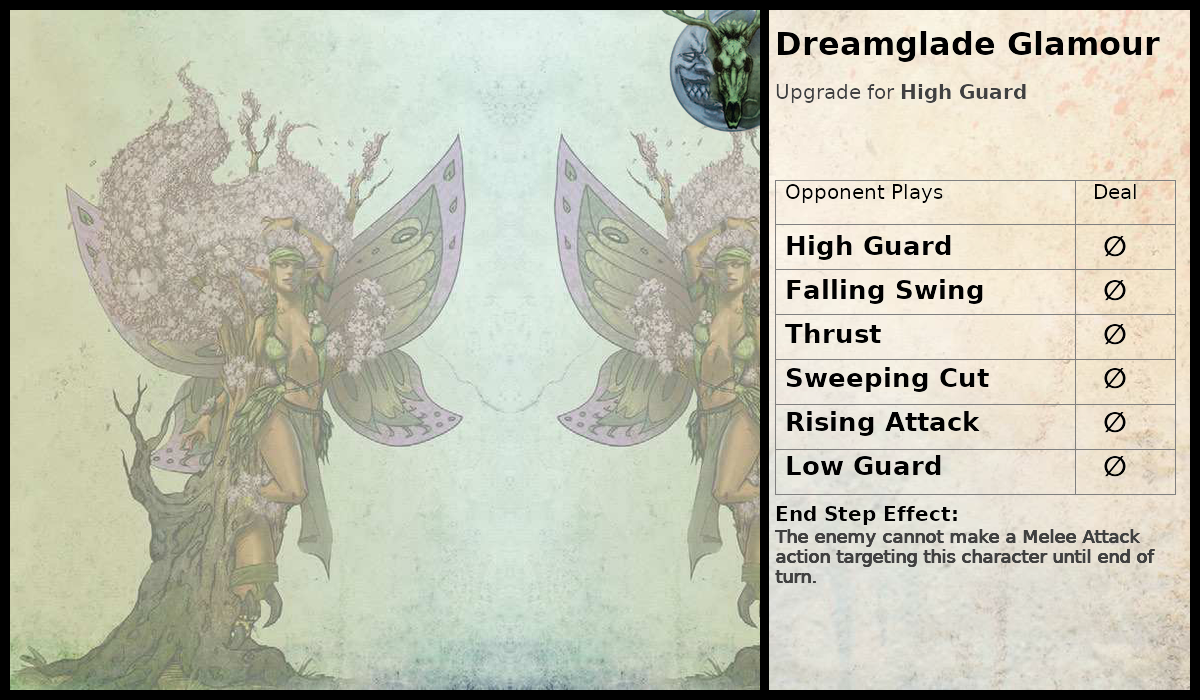 Dreamglade Glamour
Upgrade for High Guard
Opponent Plays Deal
High Guard ∅
Falling Swing ∅
Thrust ∅
Sweeping Cut ∅
Rising Attack ∅
Low Guard ∅
End Step Effect:
The enemy cannot make a Melee Attack
action targeting this character until end of
turn.